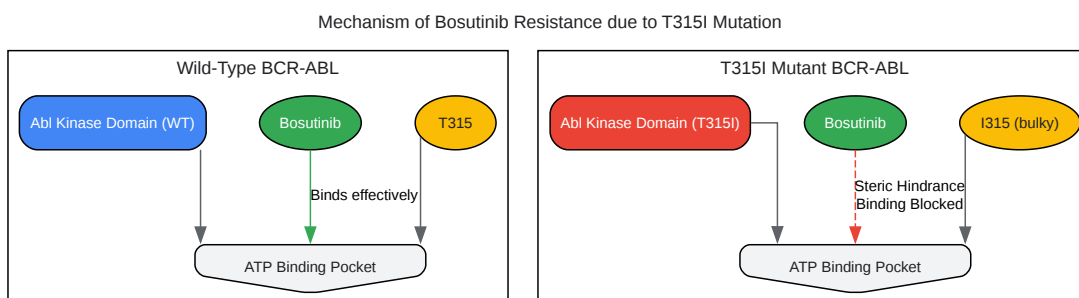 Mechanism of Bosutinib Resistance due to T315I Mutation
Wild-Type BCR-ABL
Abl Kinase Domain (WT)
Bosutinib
T315
Binds effectively
ATP Binding Pocket
T315I Mutant BCR-ABL
Abl Kinase Domain (T315I)
Bosutinib
I315 (bulky)
Steric Hindrance
Binding Blocked
ATP Binding Pocket